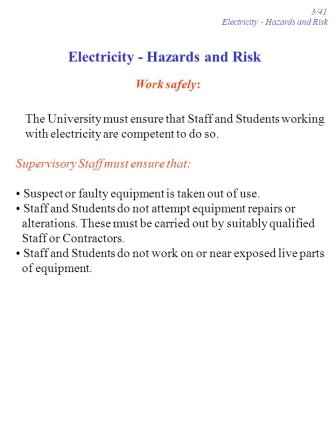 3/41
Electricity - Hazards and Risk
Electricity - Hazards and Risk
Work safely:
The University must ensure that Staff and Students working
with electricity are competent to do so.
Supervisory Staff must ensure that:
• Suspect or faulty equipment is taken out of use.
• Staff and Students do not attempt equipment repairs or
alterations. These must be carried out by suitably qualified
Staff or Contractors.
• Staff and Students do not work on or near exposed live parts
of equipment.